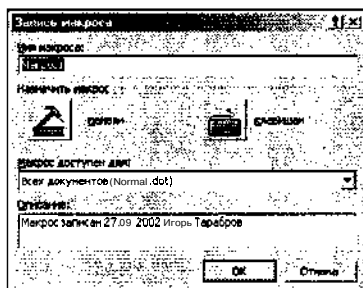 Запись макроса
Имя макроса:
Назначить макрос
панели
клавишам
Макрос доступен для:
Всех документов (Normal.dot)
Описание:
Макрос записан 27.09 2002 Игорь Тарабров
OK
Отмена